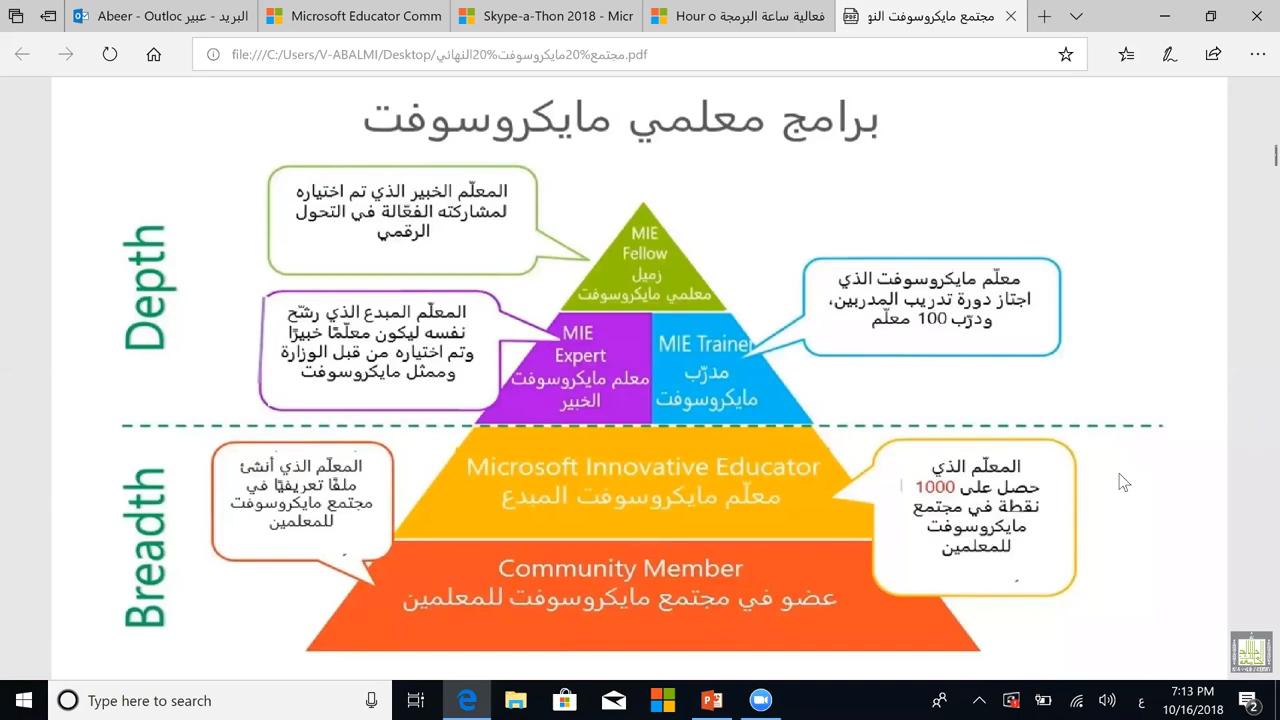 البريد - عبير - Abeer - Outloc
Microsoft Educator Comm
Skype-a-Thon 2018 - Micr
فعالية ساعة البرمجة Hour o
مجتمع مايكروسوفت النه
file:///C:/Users/V-ABALMI/Desktop/مجتمع%20مايكروسوفت%20النهائي.pdf
برامج معلمي مايكروسوفت
Depth
المعلّم الخبير الذي تم اختياره
لمشاركته الفعّالة في التحول
الرقمي
MIE
Fellow
زميل
معلمي مايكروسوفت
معلّم مايكروسوفت الذي
اجتاز دورة تدريب المدربين،
ودرّب 100 معلّم
المعلّم المبدع الذي رشّح
نفسه ليكون معلّمًا خبيرًا
وتم اختياره من قبل الوزارة
وممثل مايكروسوفت
MIE
Expert
معلم مايكروسوفت
الخبير
MIE Trainer
مدرّب
مايكروسوفت
Breadth
المعلّم الذي أنشئ
ملفًا تعريفيًا في
مجتمع مايكروسوفت
للمعلمين
Microsoft Innovative Educator
معلّم مايكروسوفت المبدع
المعلّم الذي
حصل على 1000
نقطة في مجتمع
مايكروسوفت
للمعلمين
Community Member
عضو في مجتمع مايكروسوفت للمعلمين
Type here to search
ع
7:13 PM
10/16/2018
2